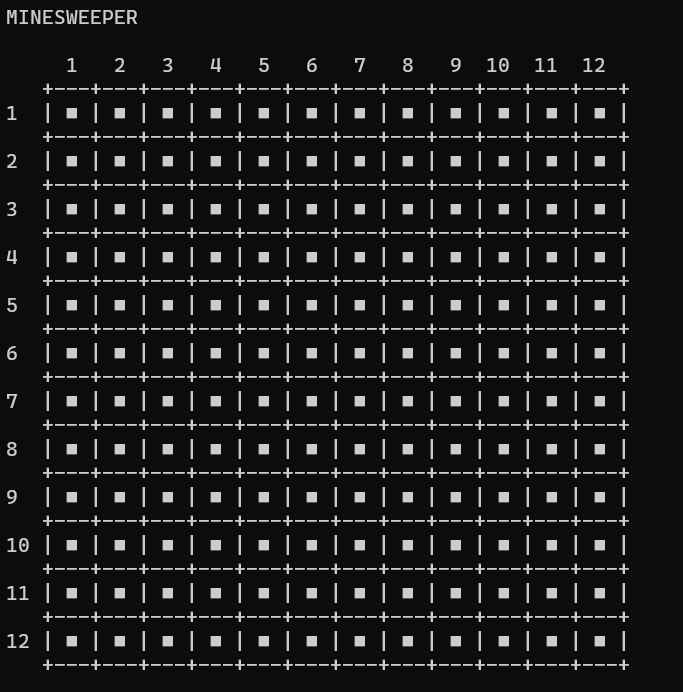 MINESWEEPER
1 2 3 4 5 6 7 8 9 10 11 12
+---+---+---+---+---+---+---+---+---+---+---+---+
1 | ■ | ■ | ■ | ■ | ■ | ■ | ■ | ■ | ■ | ■ | ■ | ■ |
+---+---+---+---+---+---+---+---+---+---+---+---+
2 | ■ | ■ | ■ | ■ | ■ | ■ | ■ | ■ | ■ | ■ | ■ | ■ |
+---+---+---+---+---+---+---+---+---+---+---+---+
3 | ■ | ■ | ■ | ■ | ■ | ■ | ■ | ■ | ■ | ■ | ■ | ■ |
+---+---+---+---+---+---+---+---+---+---+---+---+
4 | ■ | ■ | ■ | ■ | ■ | ■ | ■ | ■ | ■ | ■ | ■ | ■ |
+---+---+---+---+---+---+---+---+---+---+---+---+
5 | ■ | ■ | ■ | ■ | ■ | ■ | ■ | ■ | ■ | ■ | ■ | ■ |
+---+---+---+---+---+---+---+---+---+---+---+---+
6 | ■ | ■ | ■ | ■ | ■ | ■ | ■ | ■ | ■ | ■ | ■ | ■ |
+---+---+---+---+---+---+---+---+---+---+---+---+
7 | ■ | ■ | ■ | ■ | ■ | ■ | ■ | ■ | ■ | ■ | ■ | ■ |
+---+---+---+---+---+---+---+---+---+---+---+---+
8 | ■ | ■ | ■ | ■ | ■ | ■ | ■ | ■ | ■ | ■ | ■ | ■ |
+---+---+---+---+---+---+---+---+---+---+---+---+
9 | ■ | ■ | ■ | ■ | ■ | ■ | ■ | ■ | ■ | ■ | ■ | ■ |
+---+---+---+---+---+---+---+---+---+---+---+---+
10 | ■ | ■ | ■ | ■ | ■ | ■ | ■ | ■ | ■ | ■ | ■ | ■ |
+---+---+---+---+---+---+---+---+---+---+---+---+
11 | ■ | ■ | ■ | ■ | ■ | ■ | ■ | ■ | ■ | ■ | ■ | ■ |
+---+---+---+---+---+---+---+---+---+---+---+---+
12 | ■ | ■ | ■ | ■ | ■ | ■ | ■ | ■ | ■ | ■ | ■ | ■ |
+---+---+---+---+---+---+---+---+---+---+---+---+